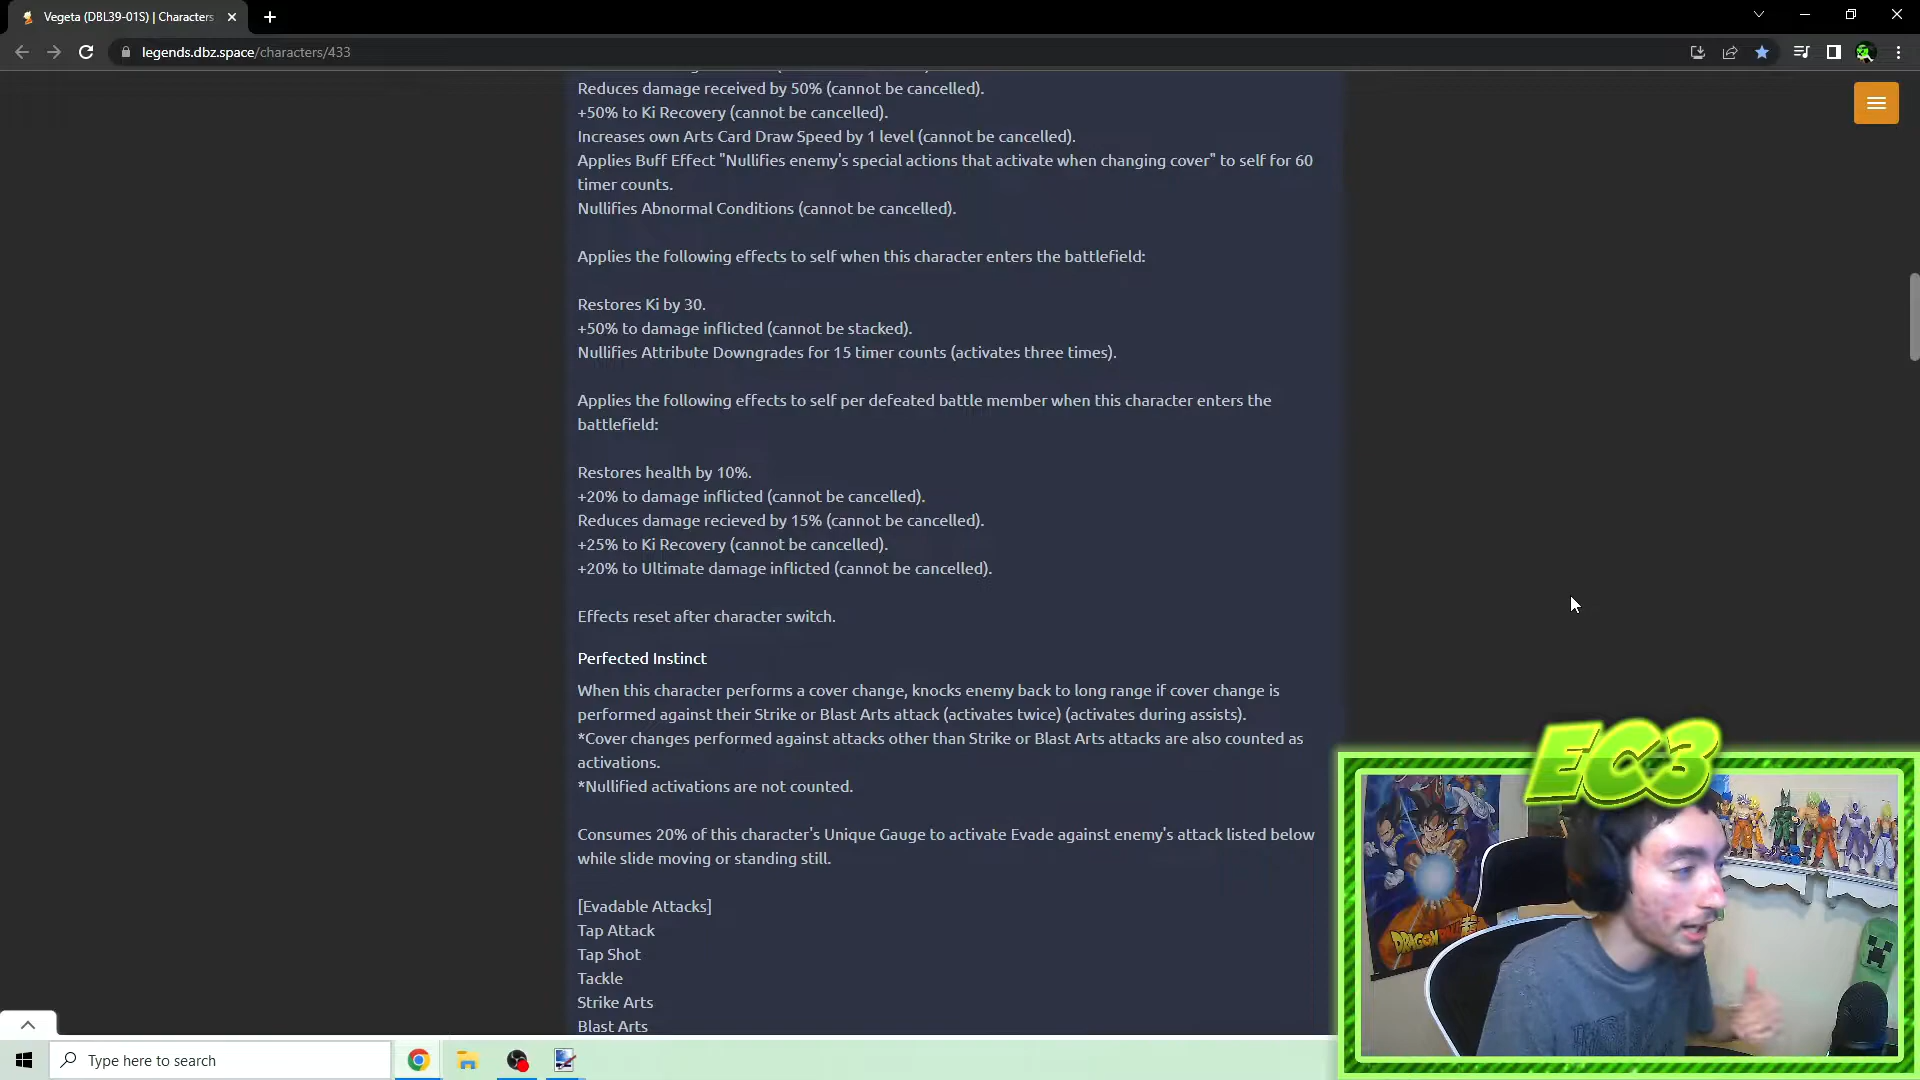 Vegeta (DBL39-01S) | Characters
legends.dbz.space/characters/433
Reduces damage received by 50% (cannot be cancelled).
+50% to Ki Recovery (cannot be cancelled).
Increases own Arts Card Draw Speed by 1 level (cannot be cancelled).
Applies Buff Effect "Nullifies enemy's special actions that activate when changing cover" to self for 60
timer counts.
Nullifies Abnormal Conditions (cannot be cancelled).
Applies the following effects to self when this character enters the battlefield:
Restores Ki by 30.
+50% to damage inflicted (cannot be stacked).
Nullifies Attribute Downgrades for 15 timer counts (activates three times).
Applies the following effects to self per defeated battle member when this character enters the
battlefield:
Restores health by 10%.
+20% to damage inflicted (cannot be cancelled).
Reduces damage recieved by 15% (cannot be cancelled).
+25% to Ki Recovery (cannot be cancelled).
+20% to Ultimate damage inflicted (cannot be cancelled).
Effects reset after character switch.
Perfected Instinct
When this character performs a cover change, knocks enemy back to long range if cover change is
performed against their Strike or Blast Arts attack (activates twice) (activates during assists).
*Cover changes performed against attacks other than Strike or Blast Arts attacks are also counted as
activations.
*Nullified activations are not counted.
Consumes 20% of this character's Unique Gauge to activate Evade against enemy's attack listed below
while slide moving or standing still.
[Evadable Attacks]
Tap Attack
Tap Shot
Tackle
Strike Arts
Blast Arts
EC3
DRAGONBALL
Type here to search